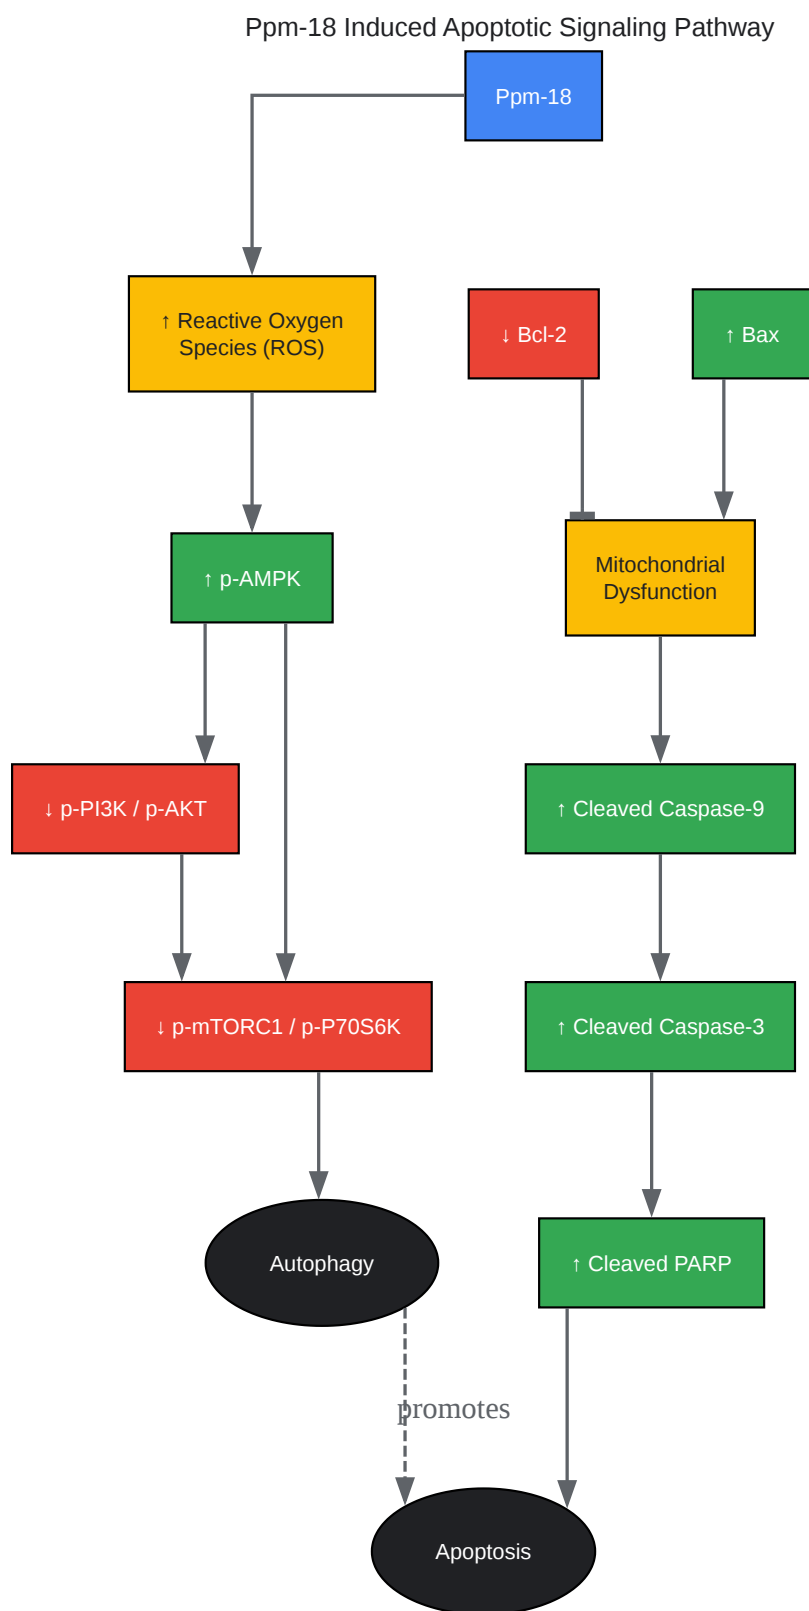 Ppm-18 Induced Apoptotic Signaling Pathway
Ppm-18
↑ Reactive Oxygen
Species (ROS)
↓ Bcl-2
↑ Bax
↑ p-AMPK
Mitochondrial
Dysfunction
↓ p-PI3K / p-AKT
↑ Cleaved Caspase-9
↓ p-mTORC1 / p-P70S6K
↑ Cleaved Caspase-3
Autophagy
↑ Cleaved PARP
promotes
Apoptosis